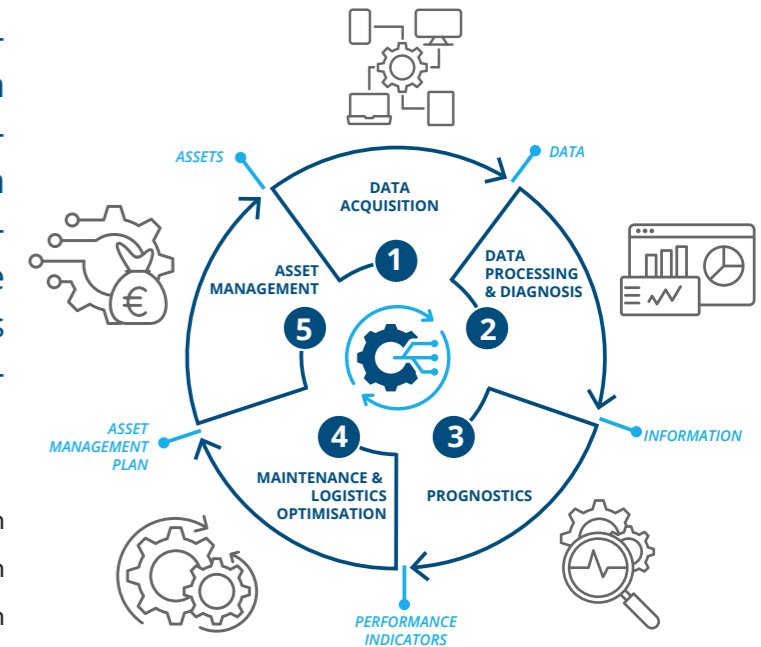 ASSETS
DATA
DATA
ACQUISITION
1
ASSET
MANAGEMENT
5
DATA
PROCESSING
& DIAGNOSIS
2
€
ASSET
MANAGEMENT
PLAN
4
MAINTENANCE &
LOGISTICS
OPTIMISATION
3
PROGNOSTICS
INFORMATION
PERFORMANCE
INDICATORS